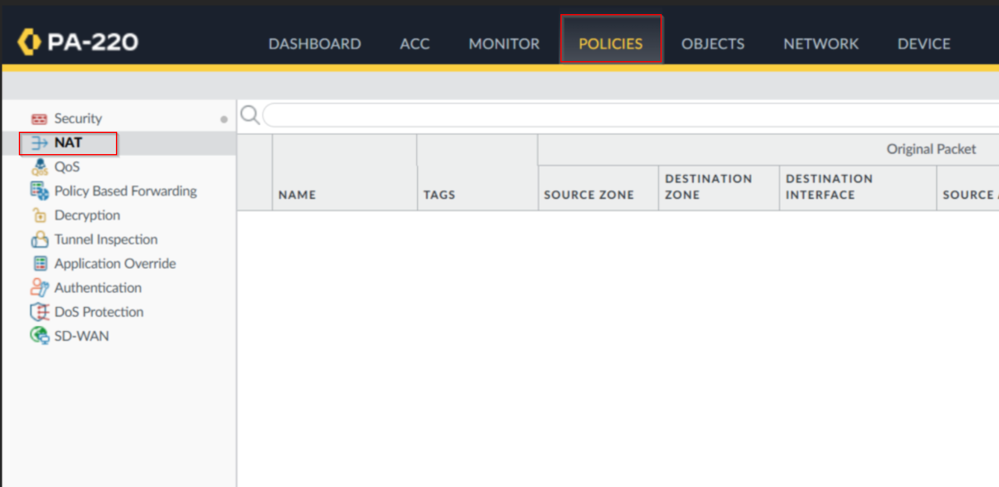 PA-220
DASHBOARD ACC MONITOR POLICIES OBJECTS NETWORK DEVICE
Security
NAT
QoS
Policy Based Forwarding
Decryption
Tunnel Inspection
Application Override
Authentication
DoS Protection
SD-WAN
Original Packet
NAME
TAGS
SOURCE ZONE
DESTINATION
ZONE
DESTINATION
INTERFACE
SOURCE